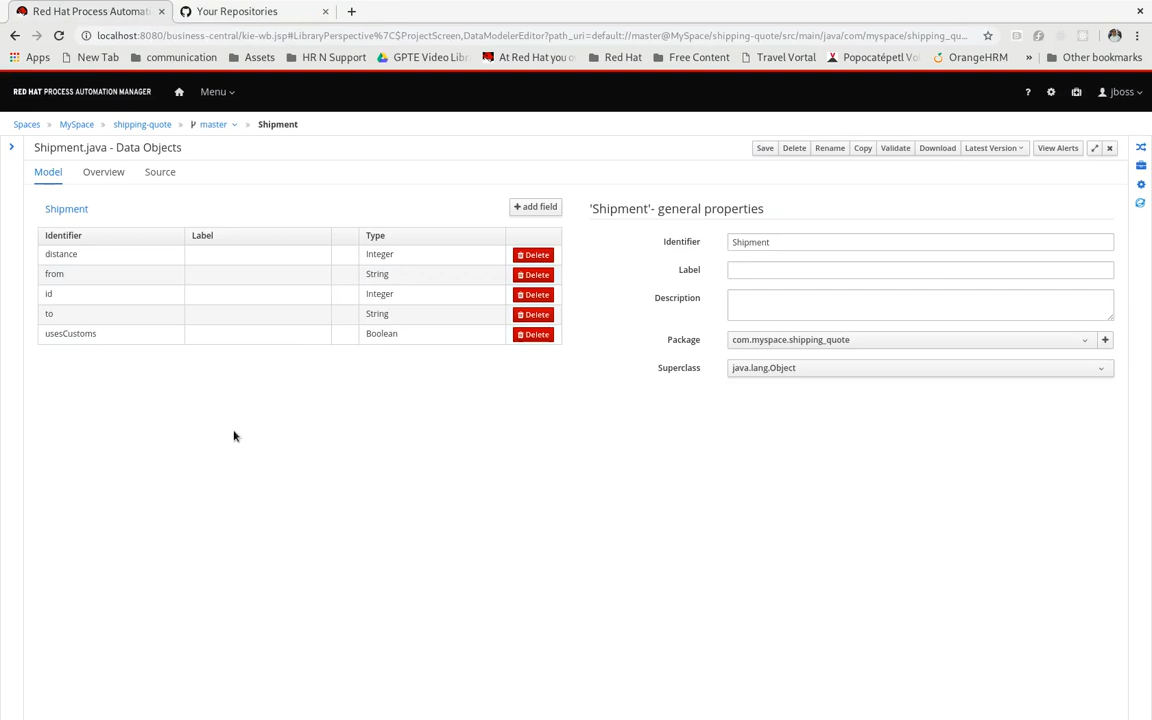 Red Hat Process Automat
Your Repositories
localhost:8080/business-central/kie-wb.jsp#LibraryPerspective%7C$ProjectScreen,DataModelerEditor?path_uri=default://master@MySpace/shipping-quote/src/main/java/com/myspace/shipping_qu...
Apps New Tab communication Assets HR N Support GPTE Video Lib At Red Hat you o Red Hat Free Content Travel Vortal Popocatépetl Vol OrangeHRM » Other bookmarks
RED HAT PROCESS AUTOMATION MANAGER Menu ? jboss
Spaces » MySpace » shipping-quote » master » Shipment
Shipment.java - Data Objects Save Delete Rename Copy Validate Download Latest Version View Alerts
Model Overview Source
Shipment + add field
Identifier Label Type
distance Integer Delete
from String Delete
id Integer Delete
to String Delete
usesCustoms Boolean Delete
'Shipment'- general properties
Identifier Shipment
Label
Description
Package com.myspace.shipping_quote
Superclass java.lang.Object